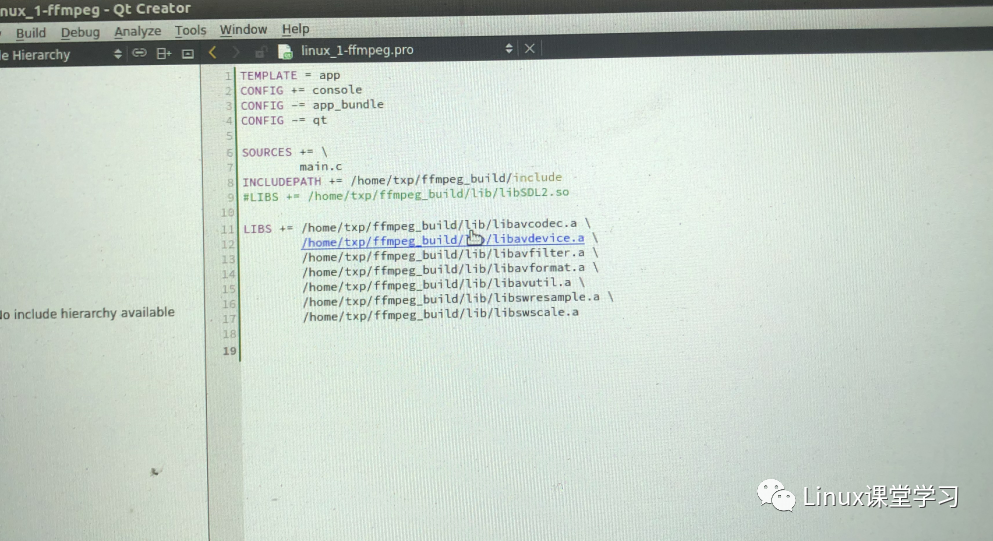 nux_1-ffmpeg - Qt Creator
Build Debug Analyze Tools Window Help
e Hierarchy
linux_1-ffmpeg.pro
1 TEMPLATE = app
2 CONFIG += console
3 CONFIG -= app_bundle
4 CONFIG -= qt
5
6 SOURCES += \
7 main.c
8 INCLUDEPATH += /home/txp/ffmpeg_build/include
9 #LIBS += /home/txp/ffmpeg_build/lib/libSDL2.so
10
11 LIBS += /home/txp/ffmpeg_build/lib/libavcodec.a \
12 /home/txp/ffmpeg_build/lib/libavdevice.a \
13 /home/txp/ffmpeg_build/lib/libavfilter.a \
14 /home/txp/ffmpeg_build/lib/libavformat.a \
15 /home/txp/ffmpeg_build/lib/libavutil.a \
16 /home/txp/ffmpeg_build/lib/libswresample.a \
17 /home/txp/ffmpeg_build/lib/libswscale.a
18
19
lo include hierarchy available
Linux课堂学习